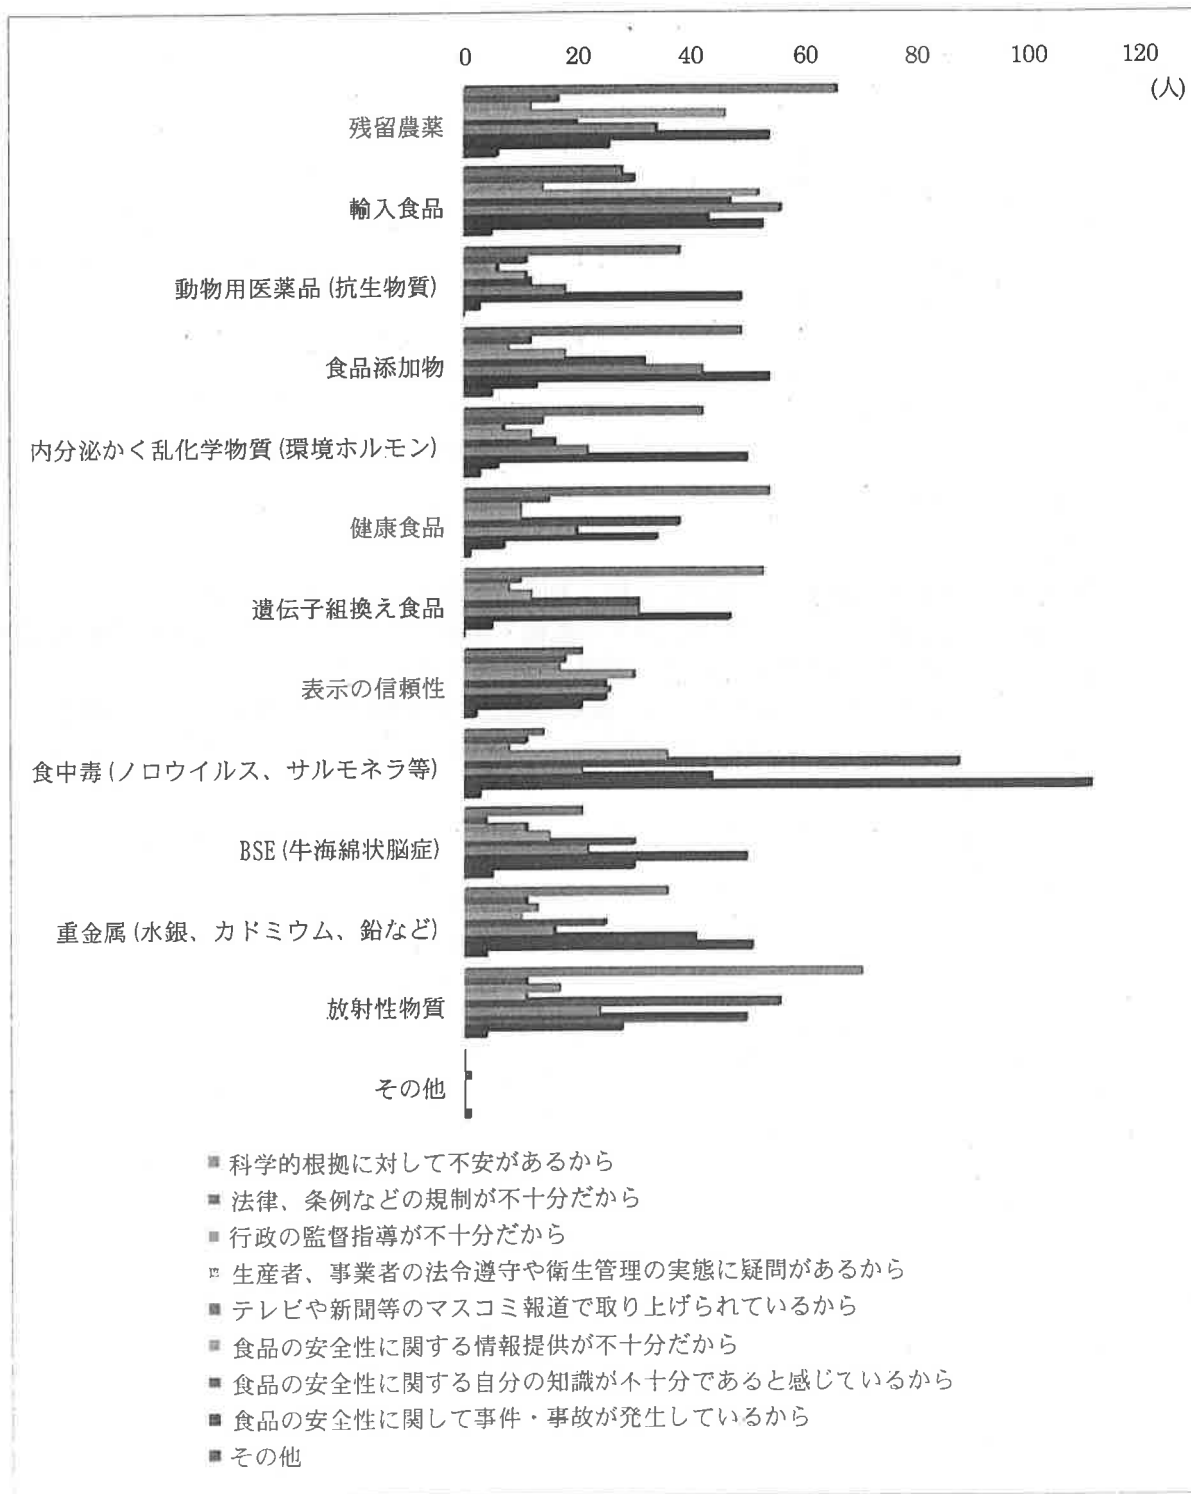 0 20 40 60 80 100 120
(人)
残留農薬
輸入食品
動物用医薬品(抗生物質)
食品添加物
内分泌かく乱化学物質(環境ホルモン)
健康食品
遺伝子組換え食品
表示の信頼性
食中毒(ノロウイルス、サルモネラ等)
BSE(牛海綿状脳症)
重金属(水銀、カドミウム、鉛など)
放射性物質
その他
科学的根拠に対して不安があるから
法律、条例などの規制が不十分だから
行政の監督指導が不十分だから
生産者、事業者の法令遵守や衛生管理の実態に疑問があるから
テレビや新聞等のマスコミ報道で取り上げられているから
食品の安全性に関する情報提供が不十分だから
食品の安全性に関する自分の知識が不十分であると感じているから
食品の安全性に関して事件・事故が発生しているから
その他